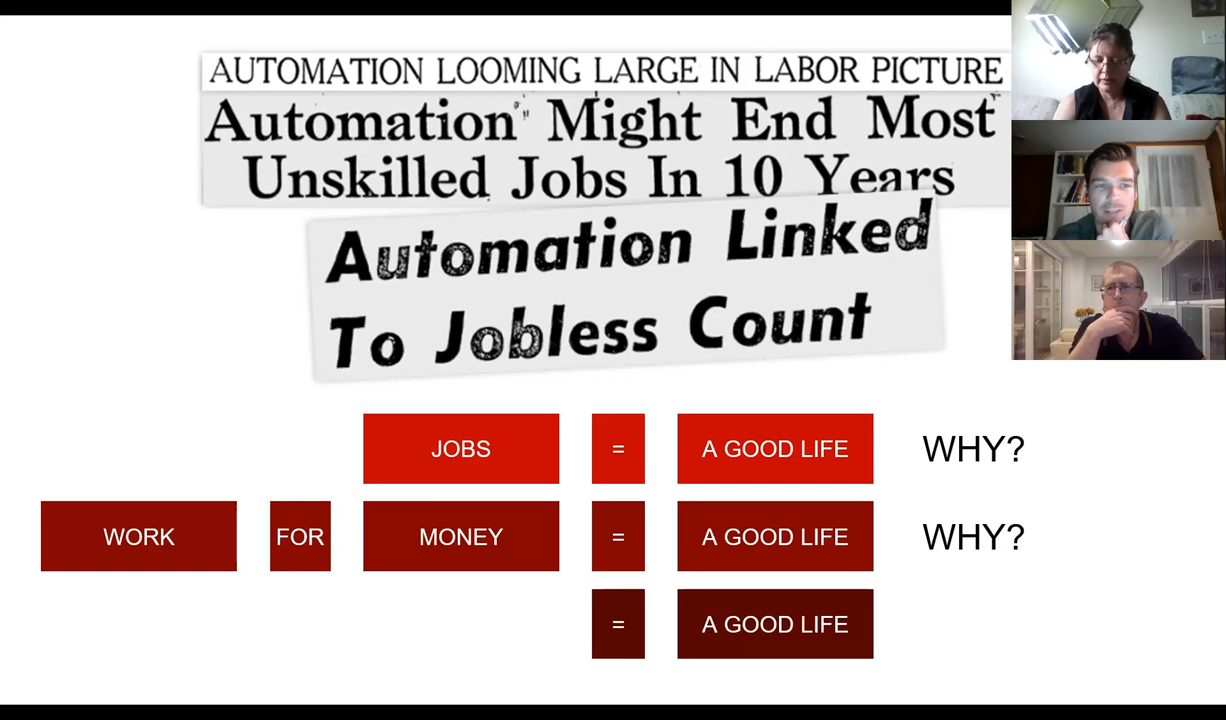 AUTOMATION LOOMING LARGE IN LABOR PICTURE
Automation Might End Most
Unskilled Jobs In 10 Years
Automation Linked
To Jobless Count
JOBS = A GOOD LIFE WHY?
WORK FOR MONEY = A GOOD LIFE WHY?
= A GOOD LIFE